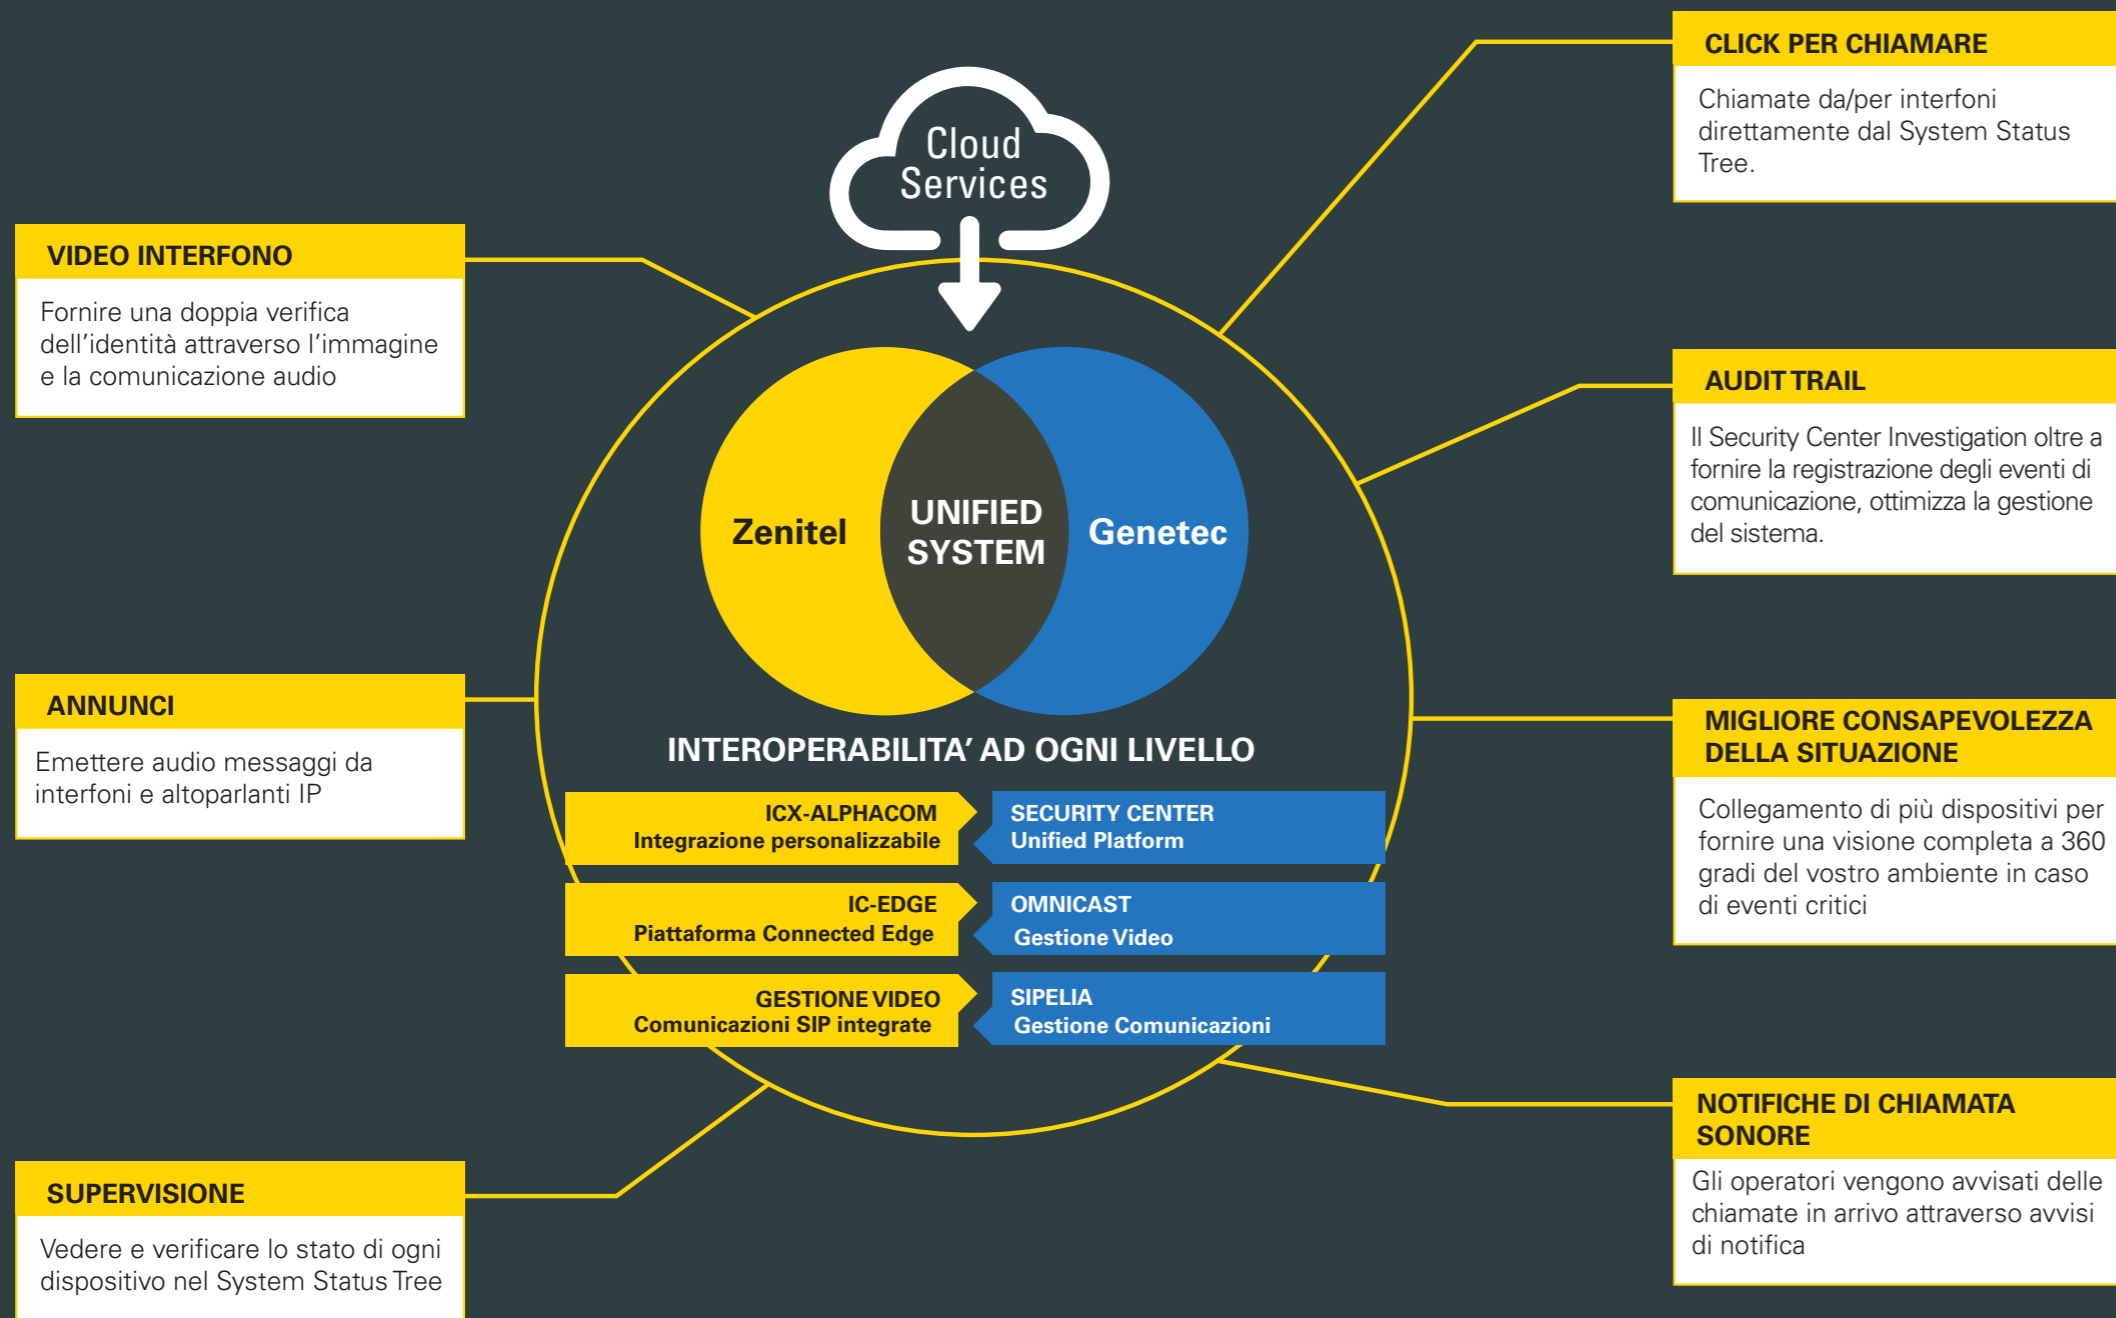 Cloud
Services
VIDEO INTERFONO
Fornire una doppia verifica
dell’identità attraverso l’immagine
e la comunicazione audio
ANNUNCI
Emettere audio messaggi da
interfoni e altoparlanti IP
SUPERVISIONE
Vedere e verificare lo stato di ogni
dispositivo nel System Status Tree
Zenitel
UNIFIED
SYSTEM
Genetec
INTEROPERABILITA’ AD OGNI LIVELLO
ICX-ALPHACOM
Integrazione personalizzabile
SECURITY CENTER
Unified Platform
IC-EDGE
Piattaforma Connected Edge
OMNICAST
Gestione Video
GESTIONE VIDEO
Comunicazioni SIP integrate
SIPELIA
Gestione Comunicazioni
CLICK PER CHIAMARE
Chiamate da/per interfoni
direttamente dal System Status
Tree.
AUDIT TRAIL
Il Security Center Investigation oltre a
fornire la registrazione degli eventi di
comunicazione, ottimizza la gestione
del sistema.
MIGLIORE CONSAPEVOLEZZA
DELLA SITUAZIONE
Collegamento di più dispositivi per
fornire una visione completa a 360
gradi del vostro ambiente in caso
di eventi critici
NOTIFICHE DI CHIAMATA
SONORE
Gli operatori vengono avvisati delle
chiamate in arrivo attraverso avvisi
di notifica